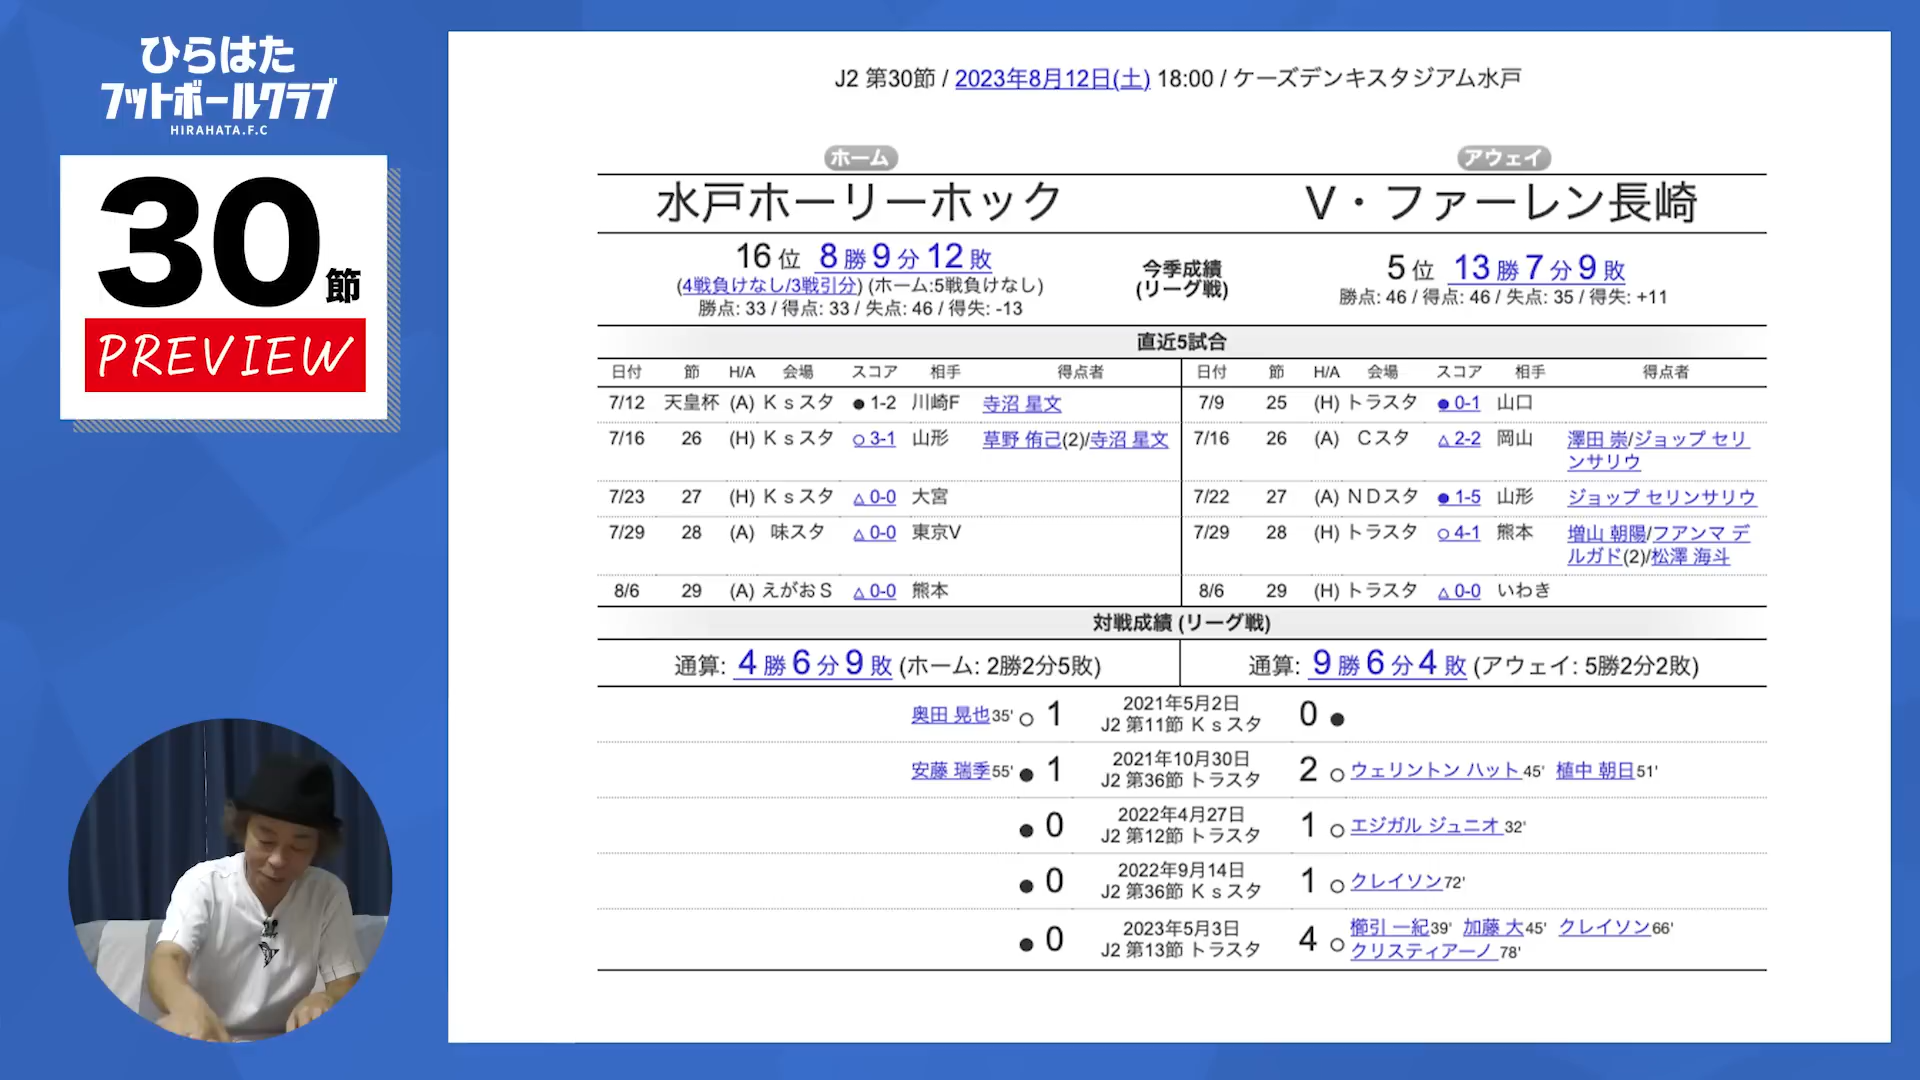 ひらはた
フットボールクラブ
HIRAHATA.F.C
30節
PREVIEW
J2 第30節 / 2023年8月12日(土) 18:00 / ケーズデンキスタジアム水戸
ホーム アウェイ
水戸ホーリーホック V・ファーレン長崎
16位 8勝9分12敗 今季成績 (リーグ戦) 5位 13勝7分9敗
(4戦負けなし/3戦引分) (ホーム:5戦負けなし)
勝点: 33 / 得点: 33 / 失点: 46 / 得失: -13 勝点: 46 / 得点: 46 / 失点: 35 / 得失: +11
直近5試合
日付 節 H/A 会場 スコア 相手 得点者 日付 節 H/A 会場 スコア 相手 得点者
7/12 天皇杯 (A) Ksスタ ●1-2 川崎F 寺沼 星文 7/9 25 (H) トラスタ ●0-1 山口
7/16 26 (H) Ksスタ ○3-1 山形 草野 侑己(2)/寺沼 星文 7/16 26 (A) Cスタ △2-2 岡山 澤田 崇/ジョップ セリンサリウ
7/23 27 (H) Ksスタ △0-0 大宮 7/22 27 (A) NDスタ ●1-5 山形 ジョップ セリンサリウ
7/29 28 (A) 味スタ △0-0 東京V 7/29 28 (H) トラスタ ○4-1 熊本 増山 朝陽/フアンマ デルガド(2)/松澤 海斗
8/6 29 (A) えがおS △0-0 熊本 8/6 29 (H) トラスタ △0-0 いわき
対戦成績 (リーグ戦)
通算: 4勝6分9敗 (ホーム: 2勝2分5敗) 通算: 9勝6分4敗 (アウェイ: 5勝2分2敗)
奥田 晃也35' ○ 1 2021年5月2日 J2 第11節 Ksスタ 0 ●
安藤 瑞季55' ● 1 2021年10月30日 J2 第36節 トラスタ 2 ○ ウェリントン ハット45' 植中 朝日51'
● 0 2022年4月27日 J2 第12節 トラスタ 1 ○ エジガル ジュニオ32'
● 0 2022年9月14日 J2 第36節 Ksスタ 1 ○ クレイソン72'
● 0 2023年5月3日 J2 第13節 トラスタ 4 ○ 櫛引 一紀39' 加藤 大45' クレイソン66' クリスティアーノ78'